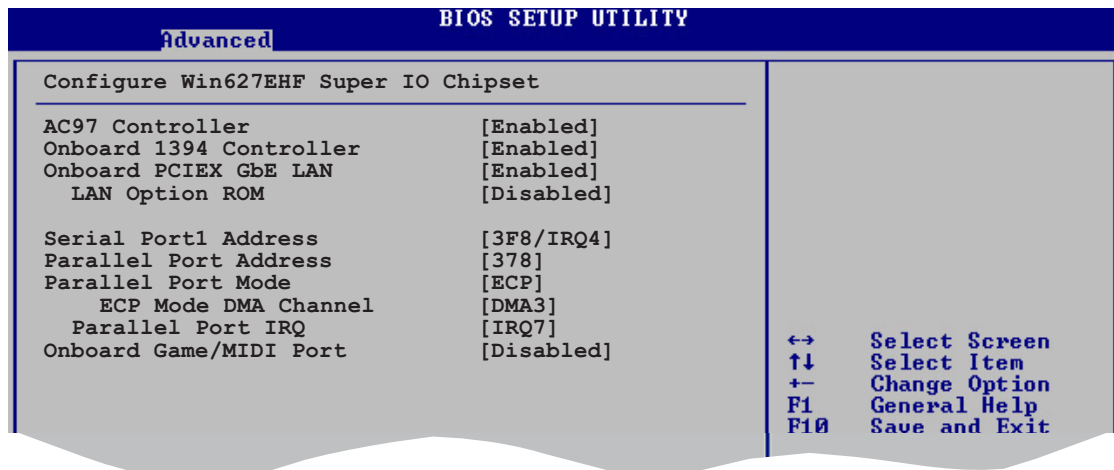 BIOS SETUP UTILITY
Advanced
Configure Win627EHF Super IO Chipset
AC97 Controller [Enabled]
Onboard 1394 Controller [Enabled]
Onboard PCIEX GbE LAN [Enabled]
LAN Option ROM [Disabled]
Serial Port1 Address [3F8/IRQ4]
Parallel Port Address [378]
Parallel Port Mode [ECP]
ECP Mode DMA Channel [DMA3]
Parallel Port IRQ [IRQ7]
Onboard Game/MIDI Port [Disabled]
←→ Select Screen
↑↓ Select Item
+- Change Option
F1 General Help
F10 Save and Exit